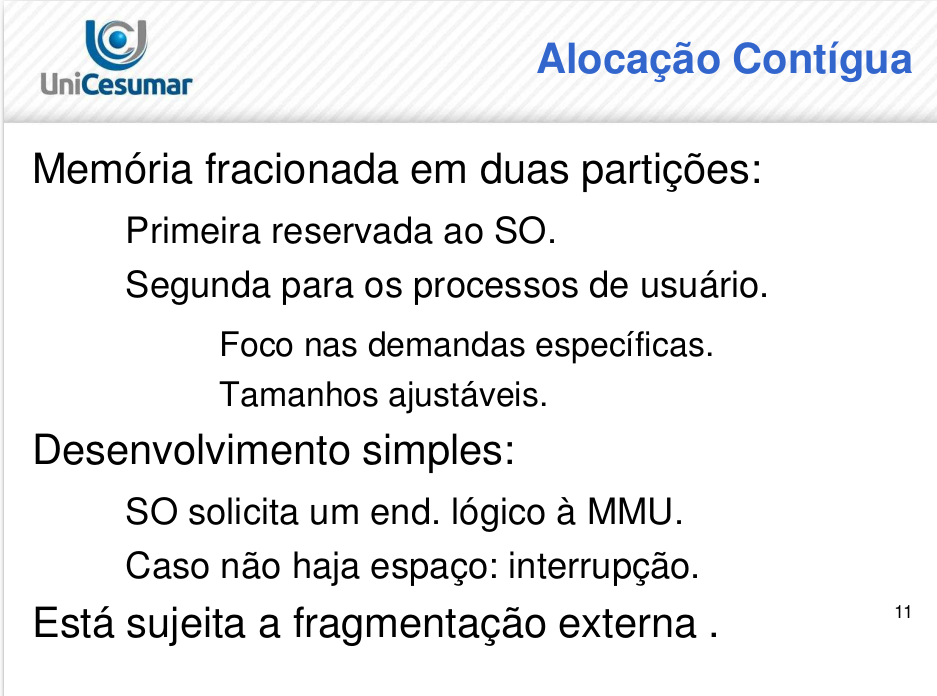 UniCesumar
Alocação Contígua
Memória fracionada em duas partições:
Primeira reservada ao SO.
Segunda para os processos de usuário.
Foco nas demandas específicas.
Tamanhos ajustáveis.
Desenvolvimento simples:
SO solicita um end. lógico à MMU.
Caso não haja espaço: interrupção.
Está sujeita a fragmentação externa .
11